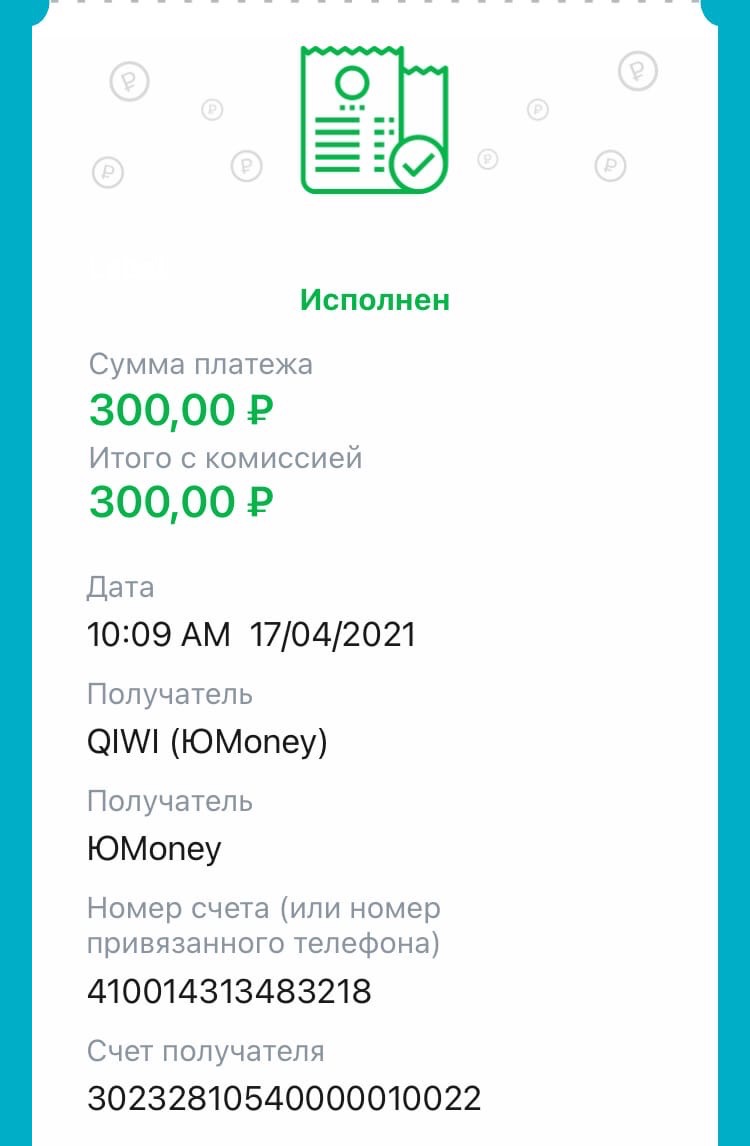 Исполнен
Сумма платежа
300,00 ₽
Итого с комиссией
300,00 ₽
Дата
10:09 AM 17/04/2021
Получатель
QIWI (ЮMoney)
Получатель
ЮMoney
Номер счета (или номер
привязанного телефона)
410014313483218
Счет получателя
30232810540000010022